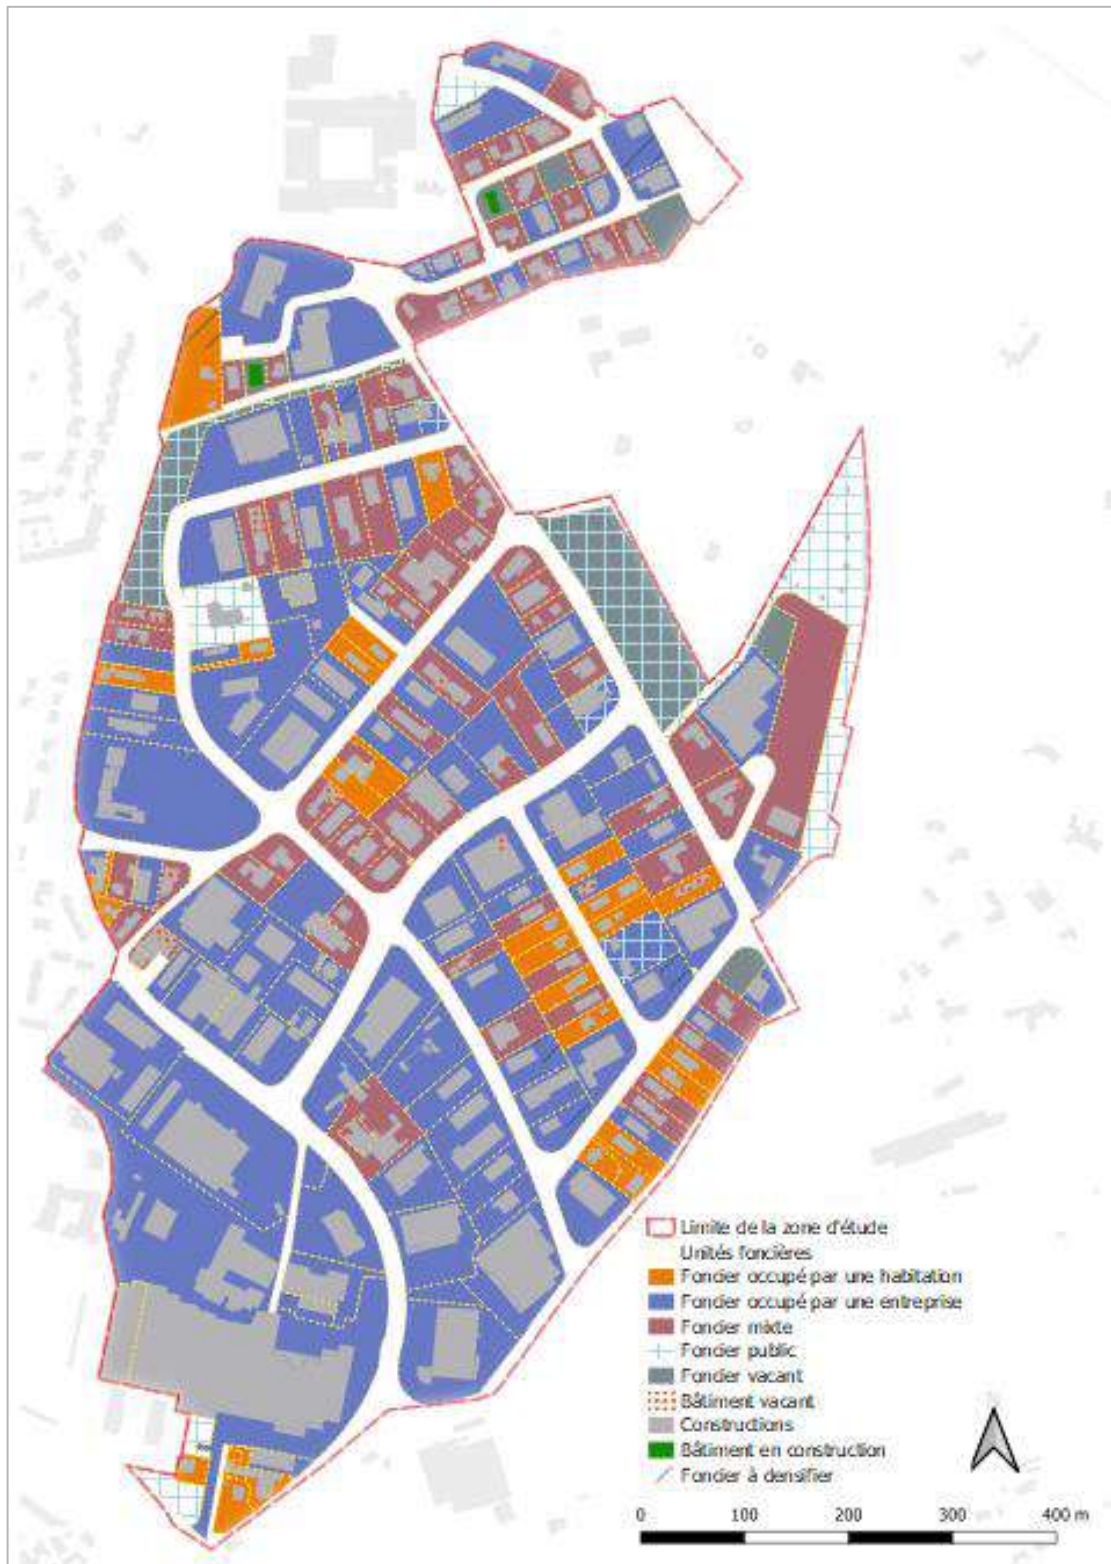 Limite de la zone d'étude
Unités foncières
Foncier occupé par une habitation
Foncier occupé par une entreprise
Foncier mixte
Foncier public
Foncier vacant
Bâtiment vacant
Constructions
Bâtiment en construction
Foncier à densifier
0 100 200 300 400 m